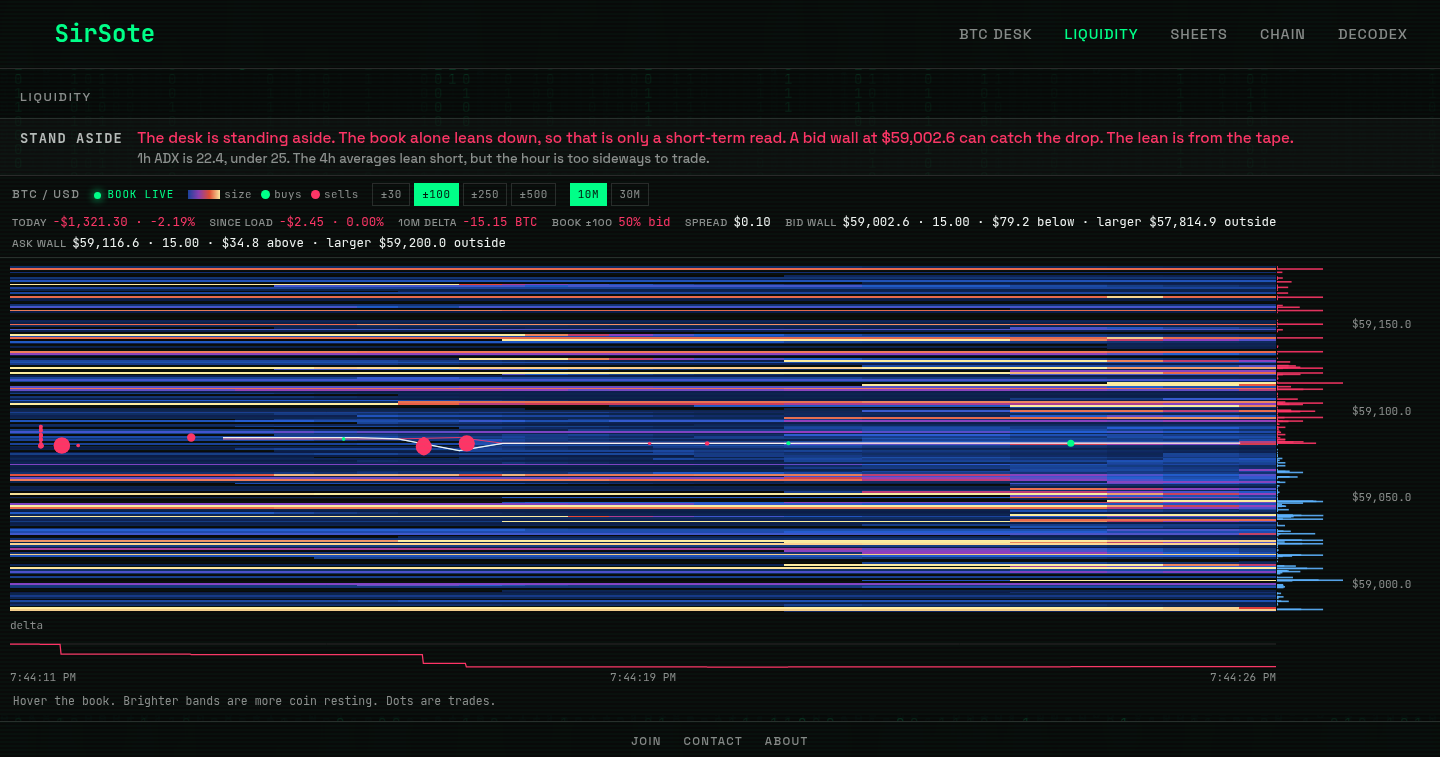 SirSote
BTC DESK LIQUIDITY SHEETS CHAIN DECODEX
LIQUIDITY
STAND ASIDE The desk is standing aside. The book alone leans down, so that is only a short-term read. A bid wall at $59,002.6 can catch the drop. The lean is from the tape.
1h ADX is 22.4, under 25. The 4h averages lean short, but the hour is too sideways to trade.
BTC / USD BOOK LIVE size buys sells ±30 ±100 ±250 ±500 10M 30M
TODAY -$1,321.30 · -2.19% SINCE LOAD -$2.45 · 0.00% 10M DELTA -15.15 BTC BOOK ±100 50% bid SPREAD $0.10 BID WALL $59,002.6 · 15.00 · $79.2 below · larger $57,814.9 outside
ASK WALL $59,116.6 · 15.00 · $34.8 above · larger $59,200.0 outside
$59,150.0
$59,100.0
$59,050.0
$59,000.0
delta
7:44:11 PM 7:44:19 PM 7:44:26 PM
Hover the book. Brighter bands are more coin resting. Dots are trades.
JOIN CONTACT ABOUT